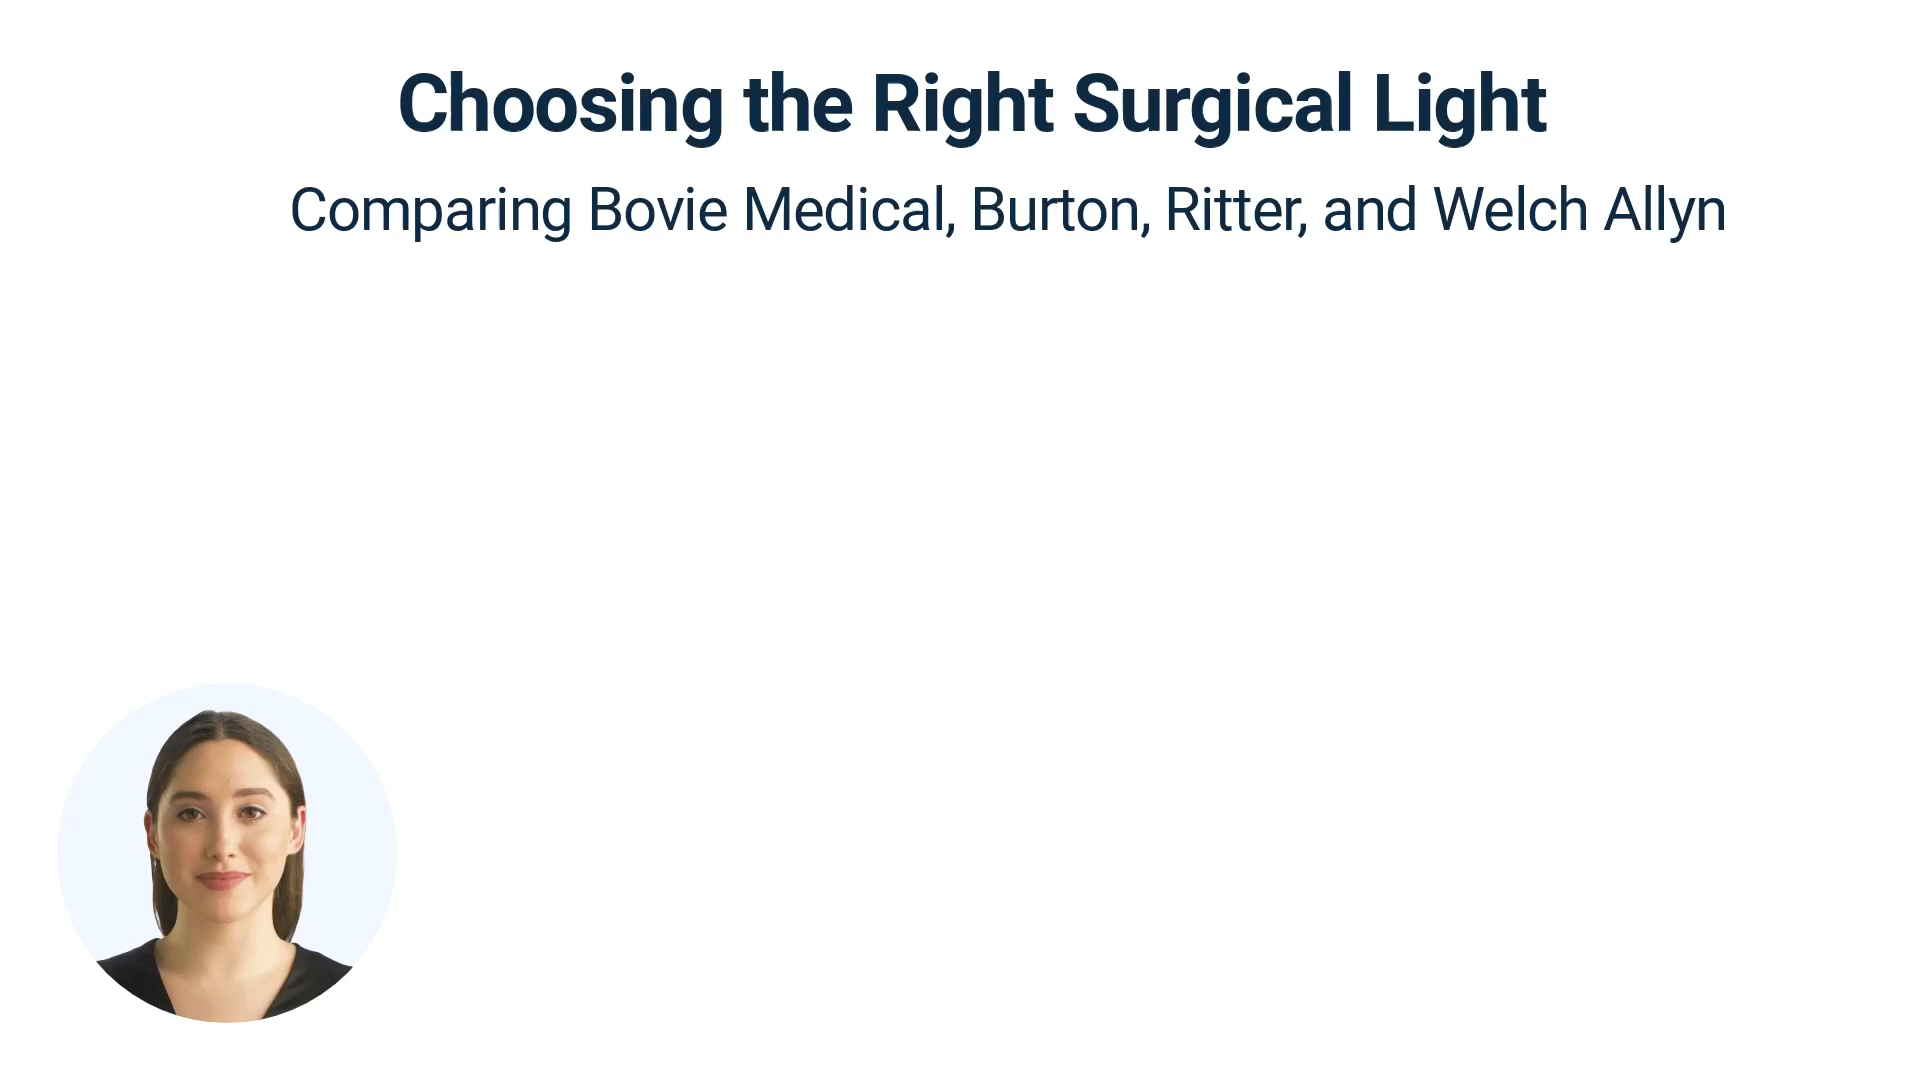 Choosing the Right Surgical Light
Comparing Bovie Medical, Burton, Ritter, and Welch Allyn